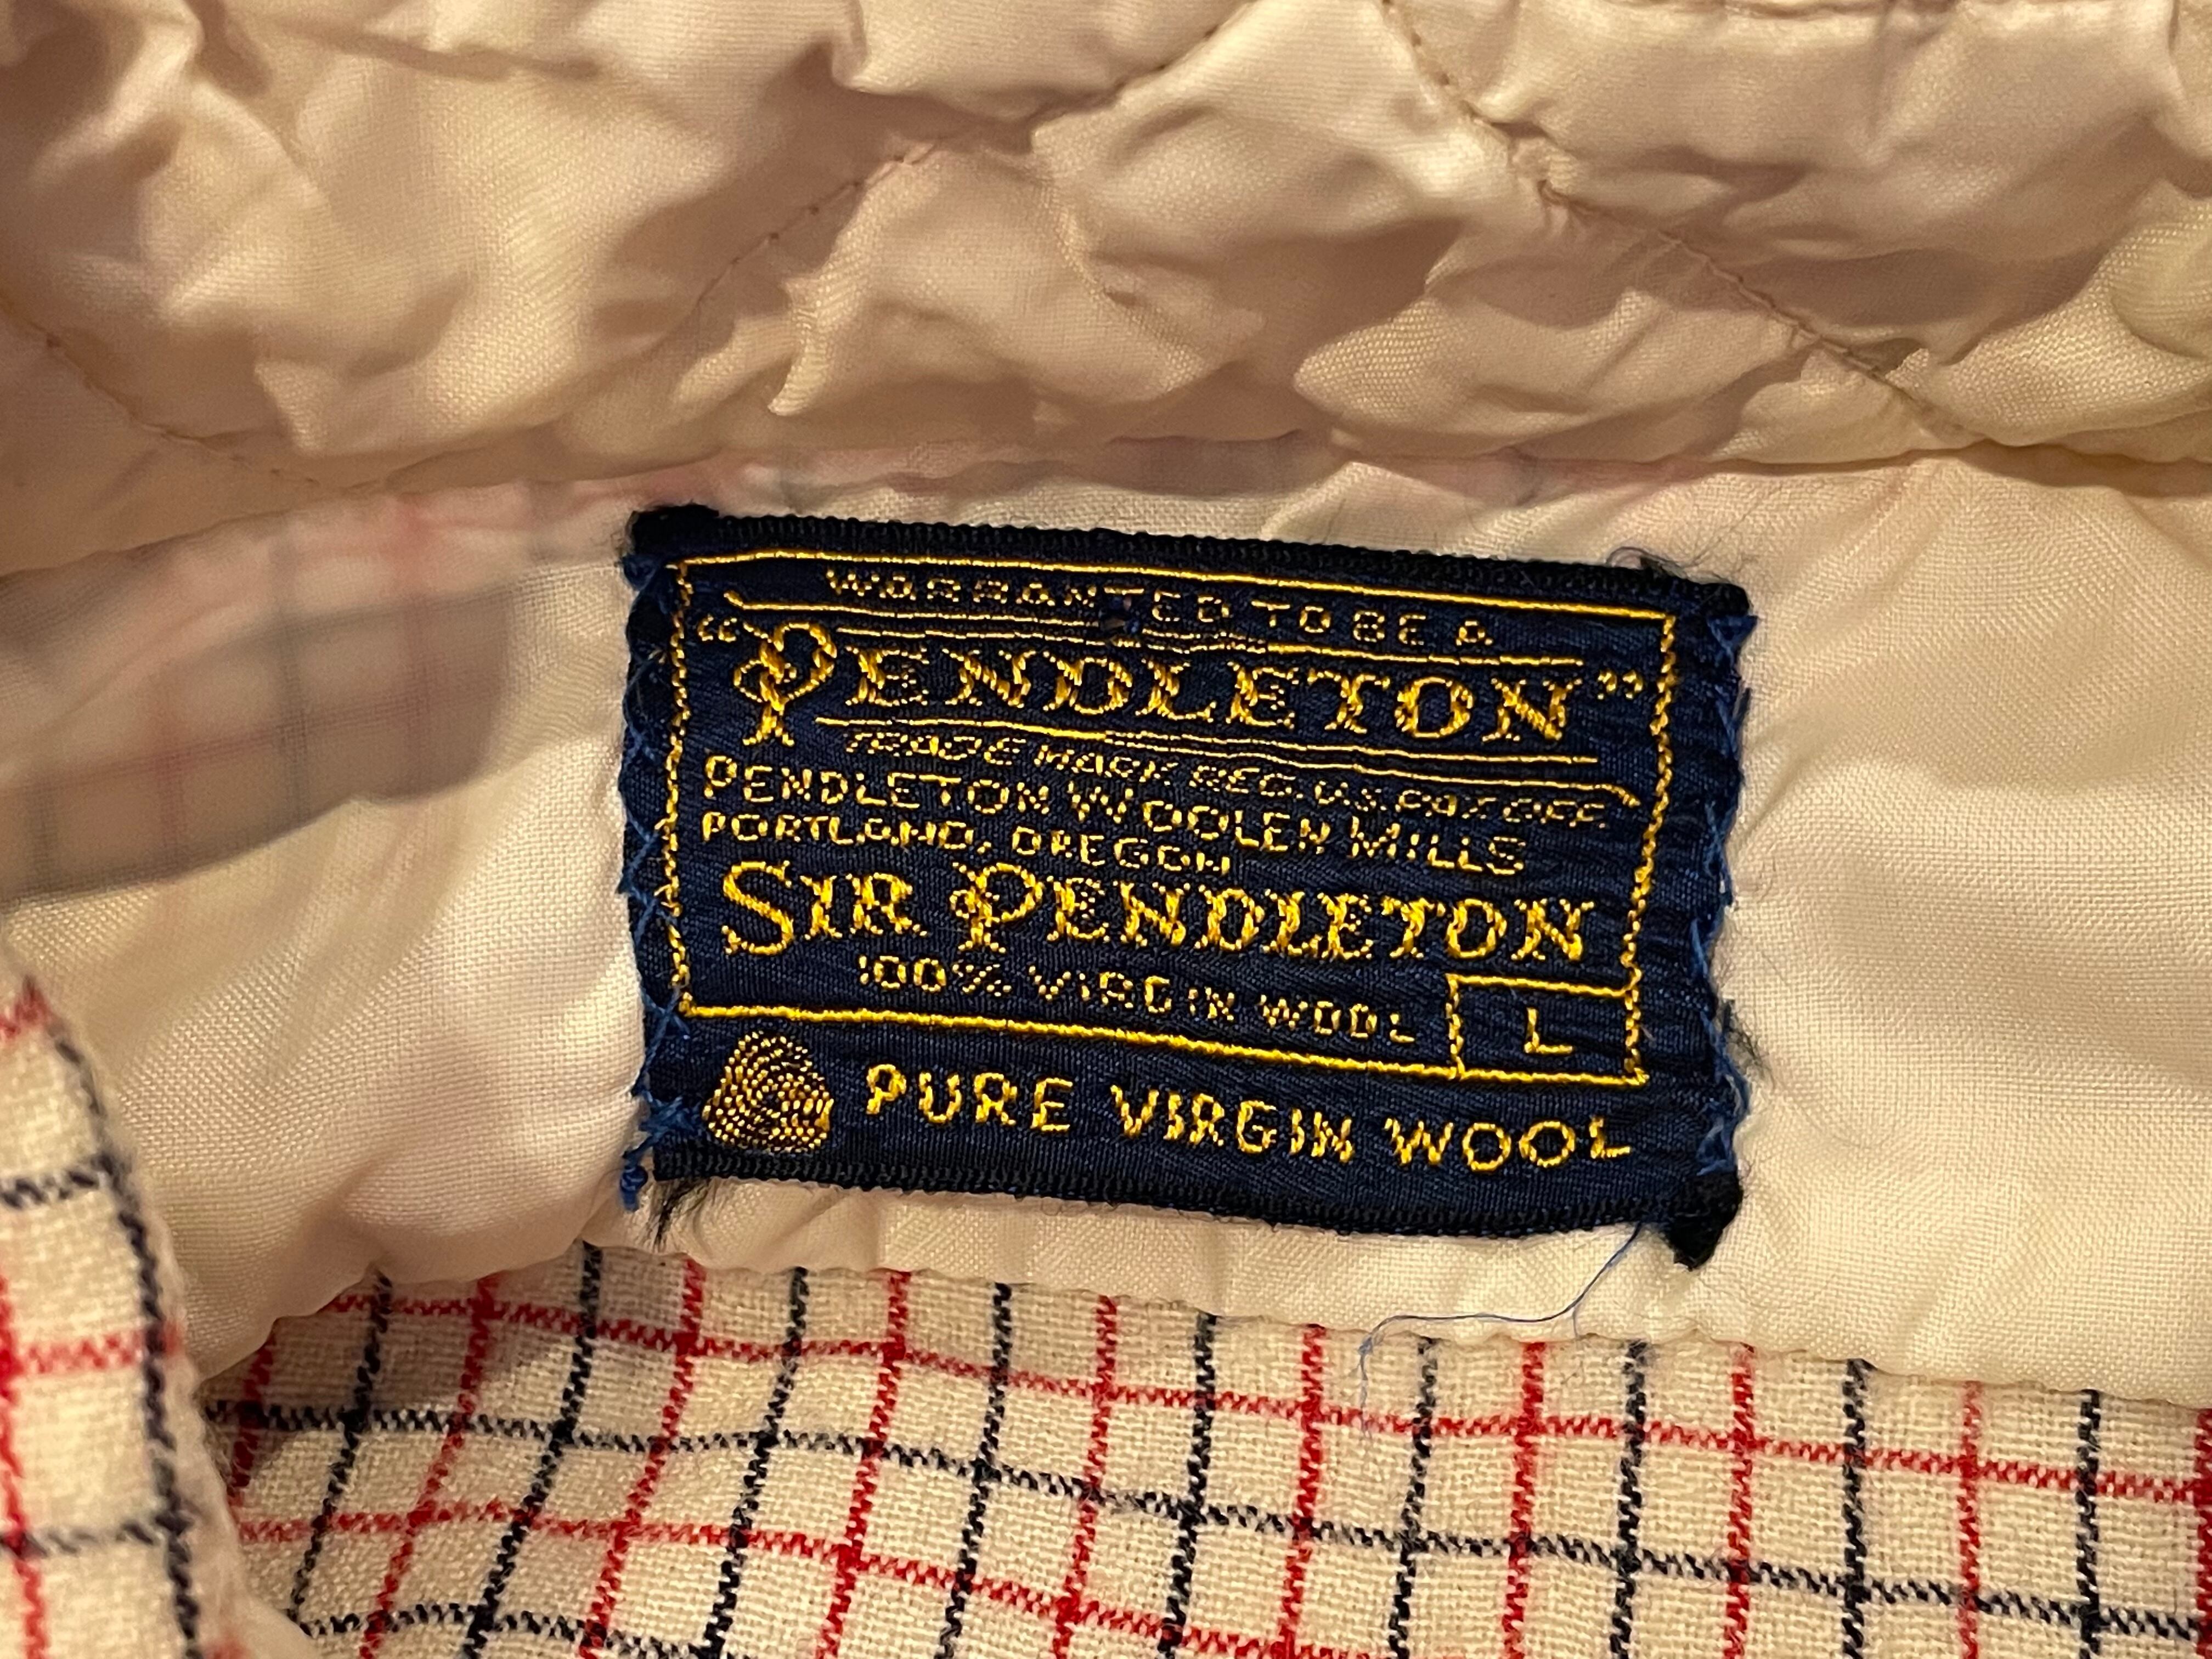 WARRANTED TO BE A
"PENDLETON"
TRADE MARK REG. U.S. PAT. OFF.
PENDLETON WOOLEN MILLS
PORTLAND, OREGON
SIR PENDLETON
100% VIRGIN WOOL L
PURE VIRGIN WOOL